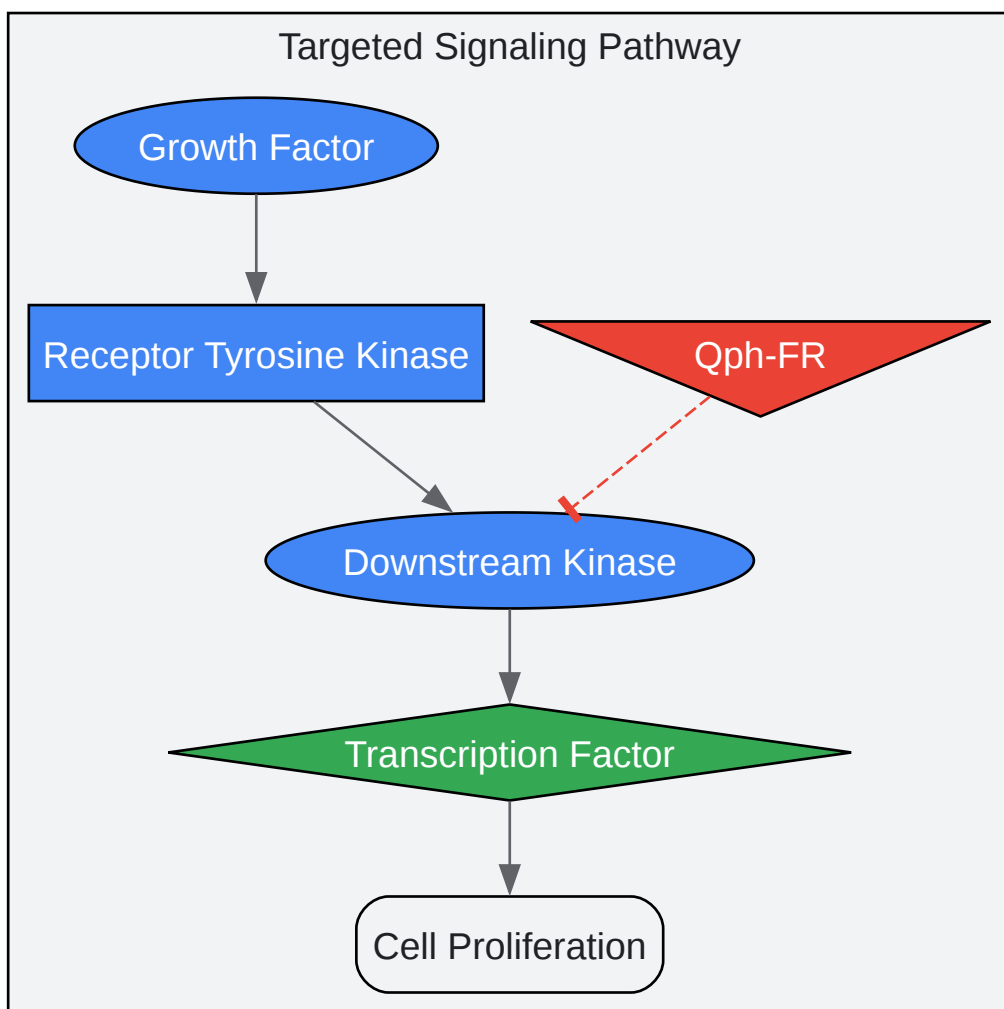 Targeted Signaling Pathway
Growth Factor
Receptor Tyrosine Kinase
Qph-FR
Downstream Kinase
Transcription Factor
Cell Proliferation